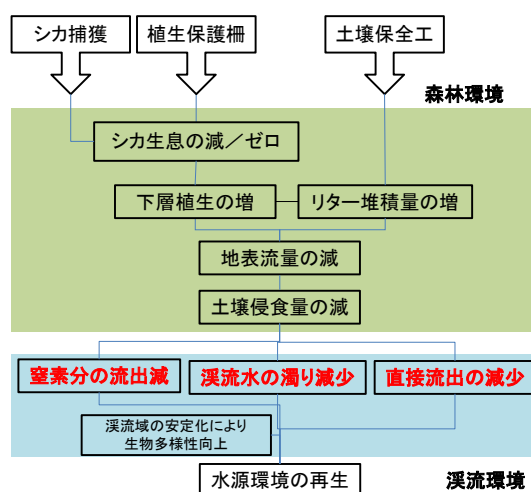 シカ捕獲
植生保護柵
土壌保全工
森林環境
シカ生息の減／ゼロ
下層植生の増
リター堆積量の増
地表流量の減
土壌侵食量の減
窒素分の流出減
渓流水の濁り減少
直接流出の減少
渓流域の安定化により
生物多様性向上
水源環境の再生
渓流環境